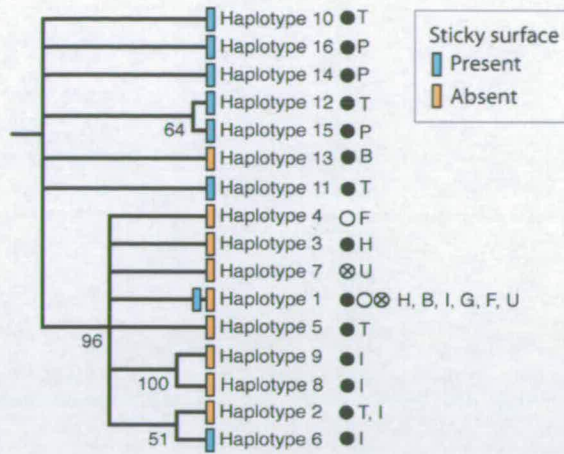 Haplotype 10 T
Haplotype 16 P
Haplotype 14 P
Haplotype 12 T
64
Haplotype 15 P
Haplotype 13 B
Haplotype 11 T
Haplotype 4 F
Haplotype 3 H
Haplotype 7 U
Haplotype 1 H, B, I, G, F, U
Haplotype 5 T
96
Haplotype 9 I
100
Haplotype 8 I
Haplotype 2 T, I
51
Haplotype 6 I
Sticky surface
Present
Absent